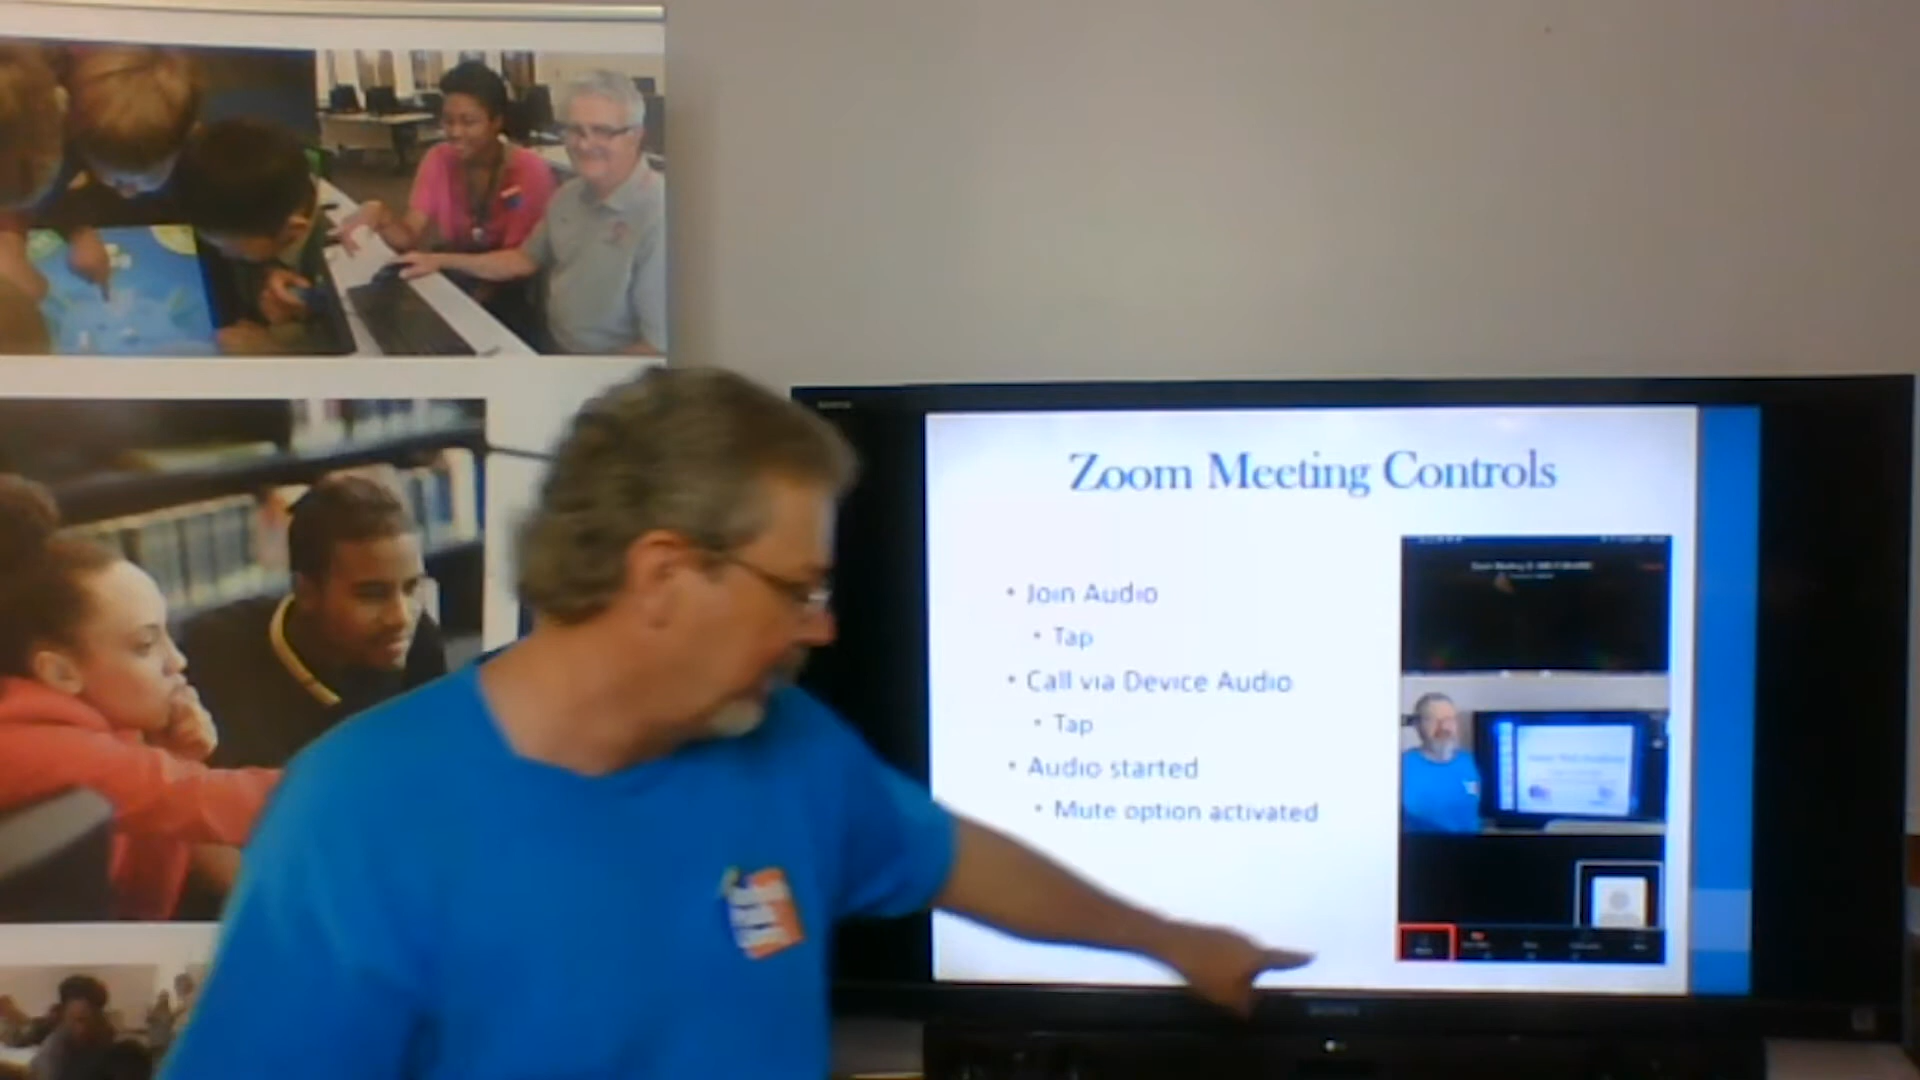 Zoom Meeting Controls
• Join Audio
• Tap
• Call via Device Audio
• Tap
• Audio started
• Mute option activated